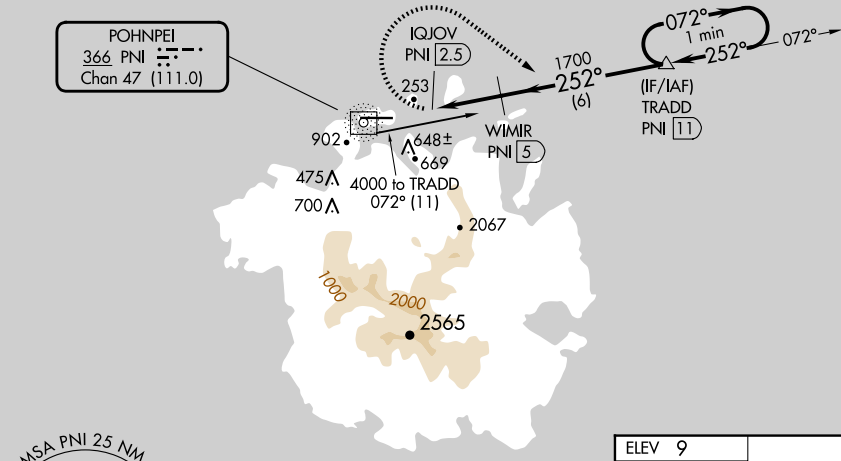 POHNPEI
366 PNI
Chan 47 (111.0)
IQJOV
PNI 2.5
253
1700
252°
(6)
072°
1 min
252°
072°
(IF/IAF)
TRADD
PNI 11
WIMIR
PNI 5
902
648±
669
475
4000 to TRADD
072° (11)
700
2067
1000
2000
2565
MSA PNI 25 NM
ELEV 9